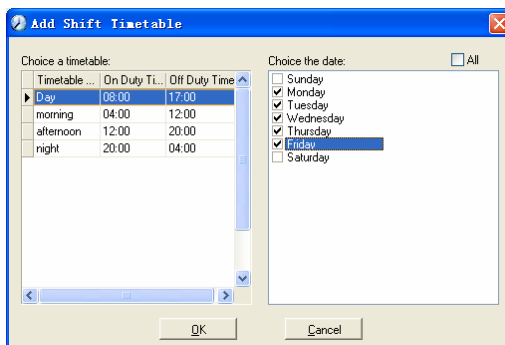 Add Shift Timetable
Choice a timetable:
Choice the date:
All
Timetable ... On Duty Ti... Off Duty Time
Day 08:00 17:00
morning 04:00 12:00
afternoon 12:00 20:00
night 20:00 04:00
Sunday
Monday
Tuesday
Wednesday
Thursday
Friday
Saturday
OK
Cancel